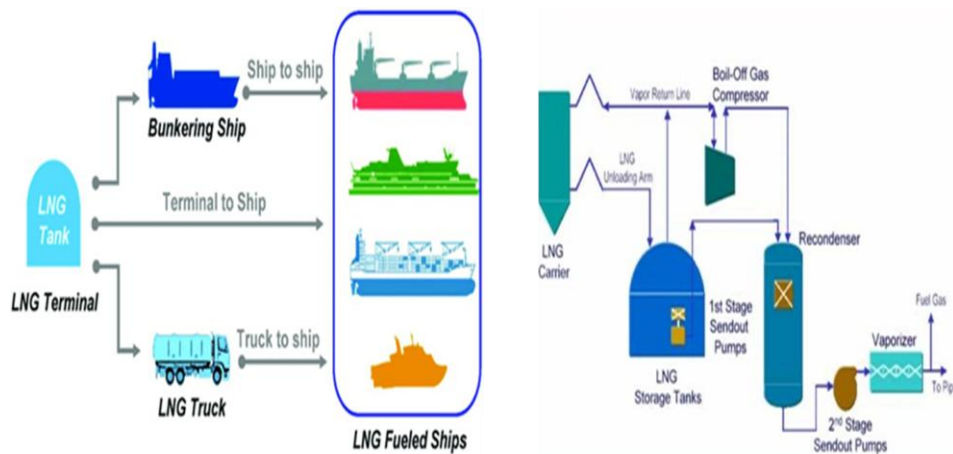 Ship to ship
Bunkering Ship
LNG
Tank
Terminal to Ship
LNG Terminal
Truck to ship
LNG Truck
LNG Fueled Ships
Boil-Off Gas
Compressor
Vapor Return Line
LNG
Unloading Arm
LNG
Carrier
Recondenser
1st Stage
Sendout
Pumps
LNG
Storage Tanks
Fuel Gas
Vaporizer
To Pip
2nd Stage
Sendout Pumps